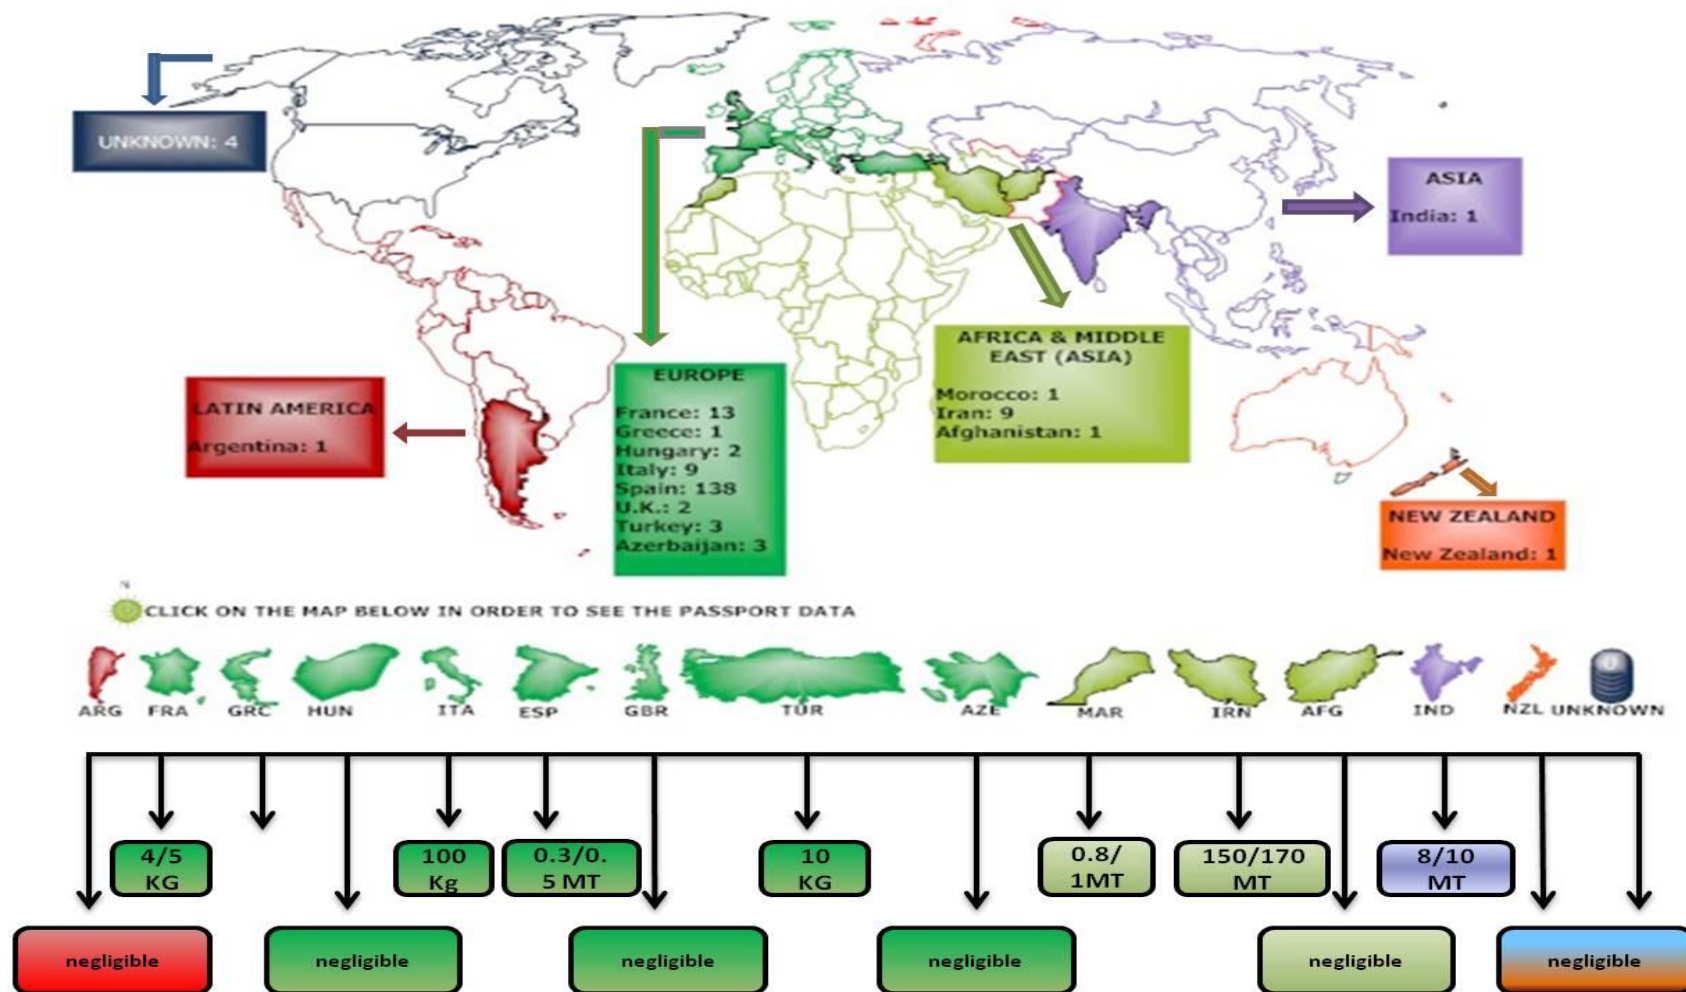 UNKNOWN: 4
ASIA
India: 1
AFRICA & MIDDLE
EAST (ASIA)
Morocco: 1
Iran: 9
Afghanistan: 1
LATIN AMERICA
Argentina: 1
EUROPE
France: 13
Greece: 1
Hungary: 2
Italy: 9
Spain: 138
U.K.: 2
Turkey: 3
Azerbaijan: 3
NEW ZEALAND
New Zealand: 1
N
CLICK ON THE MAP BELOW IN ORDER TO SEE THE PASSPORT DATA
ARG FRA GRC HUN ITA ESP GBR TUR AZE MAR IRN AFG IND NZL UNKNOWN
4/5
KG
100
Kg
0.3/0.
5 MT
10
KG
0.8/
1MT
150/170
MT
8/10
MT
negligible
negligible
negligible
negligible
negligible
negligible